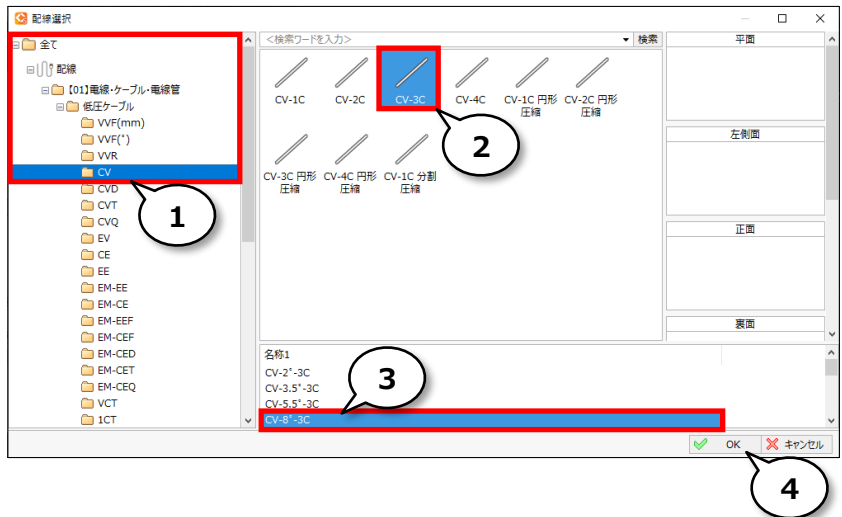 配線選択
全て
配線
【01】電線・ケーブル・電線管
低圧ケーブル
VVF(mm)
VVF(°)
VVR
CV
CVD
CVT
CVQ
EV
CE
EE
EM-EE
EM-CE
EM-EEF
EM-CEF
EM-CED
EM-CET
EM-CEQ
VCT
1CT
1
<検索ワードを入力>
検索
CV-1C
CV-2C
CV-3C
CV-4C
CV-1C 円形
圧縮
CV-2C 円形
圧縮
CV-3C 円形
圧縮
CV-4C 円形
圧縮
CV-1C 分割
圧縮
2
名称1
CV-2°-3C
CV-3.5°-3C
CV-5.5°-3C
CV-8°-3C
3
平面
左側面
正面
裏面
OK
キャンセル
4